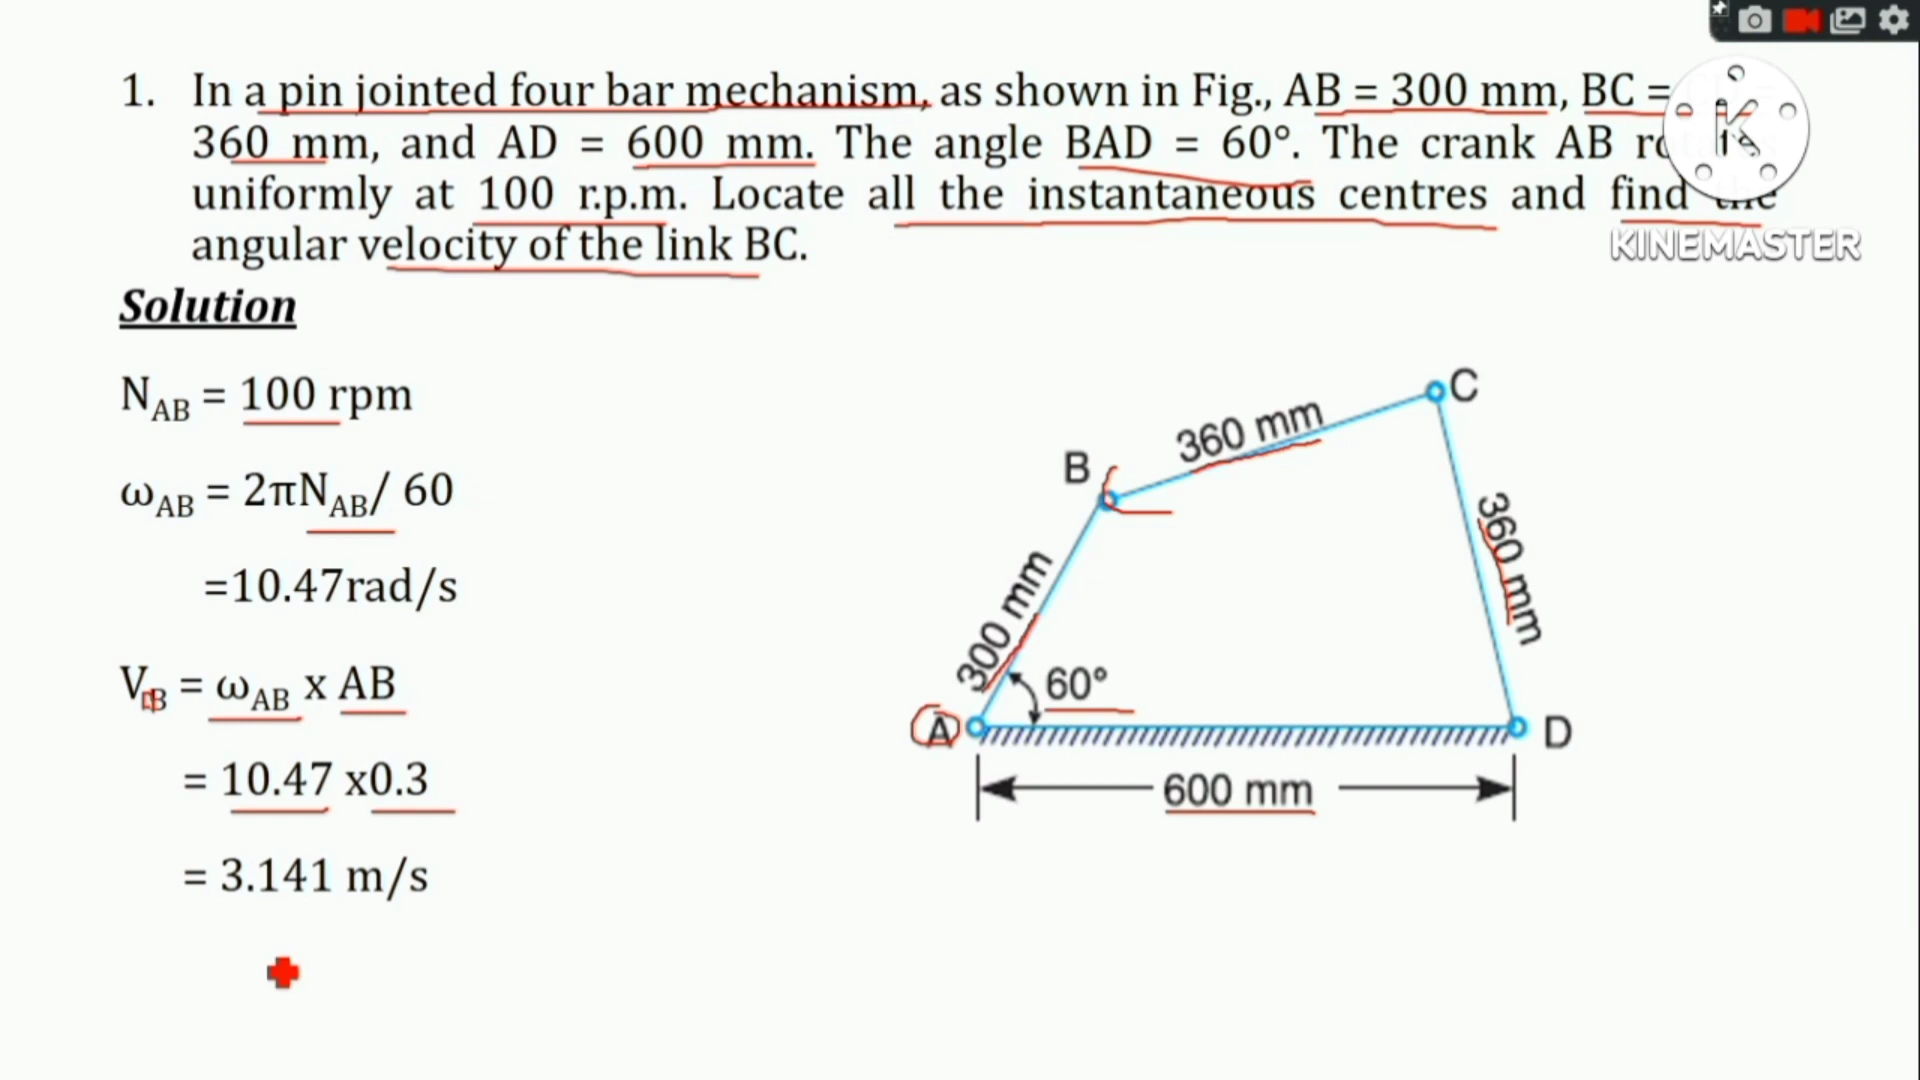 1. In a pin jointed four bar mechanism, as shown in Fig., AB = 300 mm, BC =
360 mm, and AD = 600 mm. The angle BAD = 60°. The crank AB
uniformly at 100 r.p.m. Locate all the instantaneous centres and find the
KINEMASTER
angular velocity of the link BC.
Solution
N_AB = 100 rpm
ω_AB = 2πN_AB/ 60
=10.47rad/s
V_B = ω_AB x AB
= 10.47 x0.3
= 3.141 m/s
C
360 mm
B
360 mm
300 mm
60°
A
D
600 mm